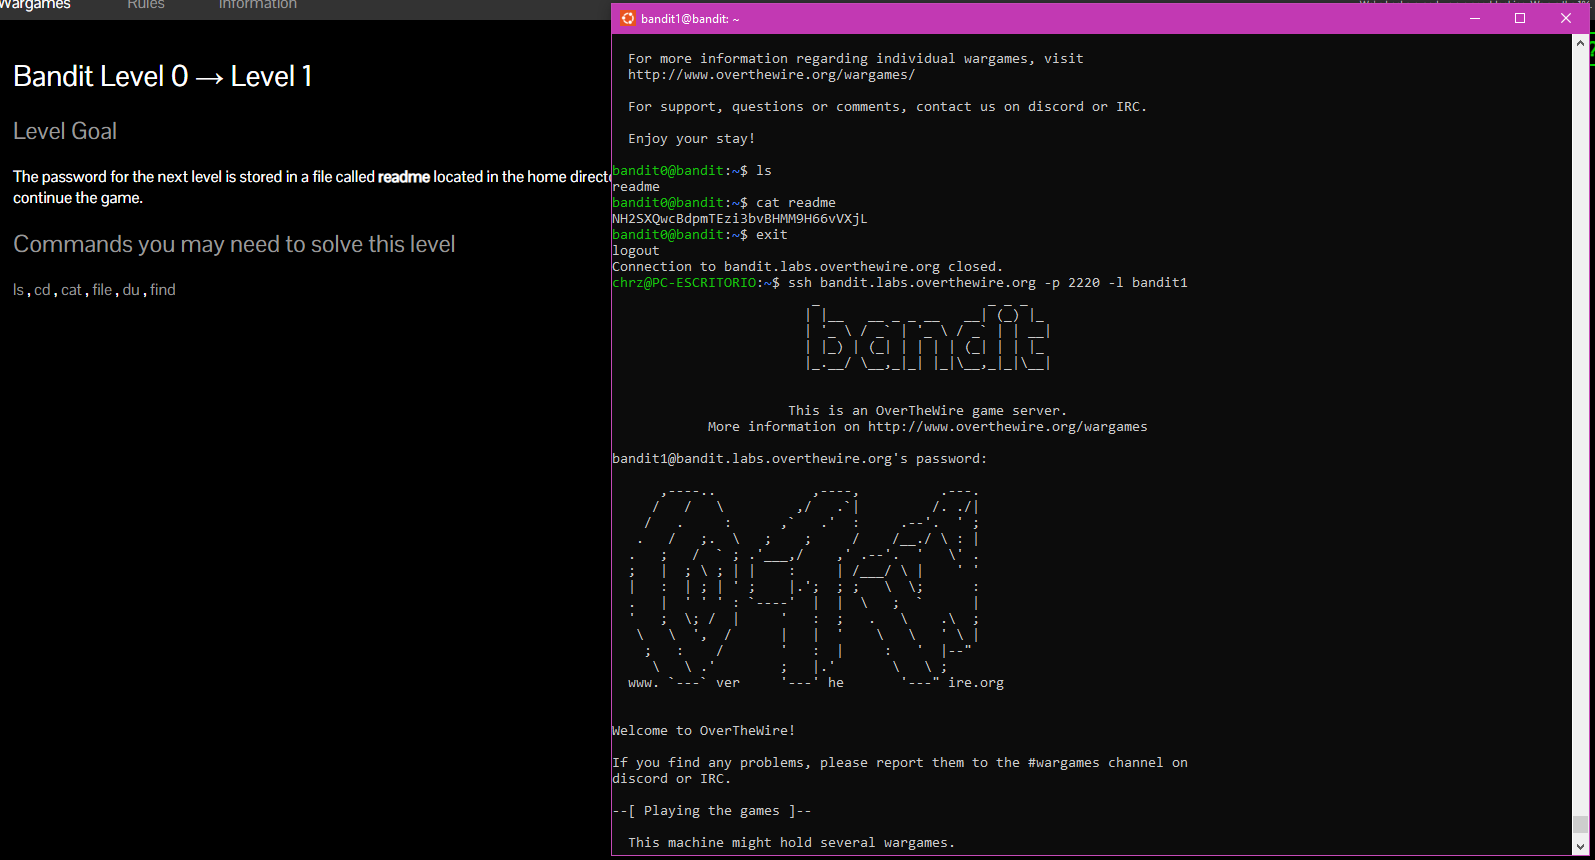 Wargames Rules Information
Bandit Level 0 → Level 1
Level Goal
The password for the next level is stored in a file called readme located in the home directo
continue the game.
Commands you may need to solve this level
ls , cd , cat , file , du , find
bandit1@bandit: ~
For more information regarding individual wargames, visit
http://www.overthewire.org/wargames/
For support, questions or comments, contact us on discord or IRC.
Enjoy your stay!
bandit0@bandit:~$ ls
readme
bandit0@bandit:~$ cat readme
NH2SXQwcBdpmTEzi3bvBHMM9H66vVXjL
bandit0@bandit:~$ exit
logout
Connection to bandit.labs.overthewire.org closed.
chrz@PC-ESCRITORIO:~$ ssh bandit.labs.overthewire.org -p 2220 -l bandit1
bandit
This is an OverTheWire game server.
More information on http://www.overthewire.org/wargames
bandit1@bandit.labs.overthewire.org's password:
www. ver he ire.org
Welcome to OverTheWire!
If you find any problems, please report them to the #wargames channel on
discord or IRC.
--[ Playing the games ]--
This machine might hold several wargames.